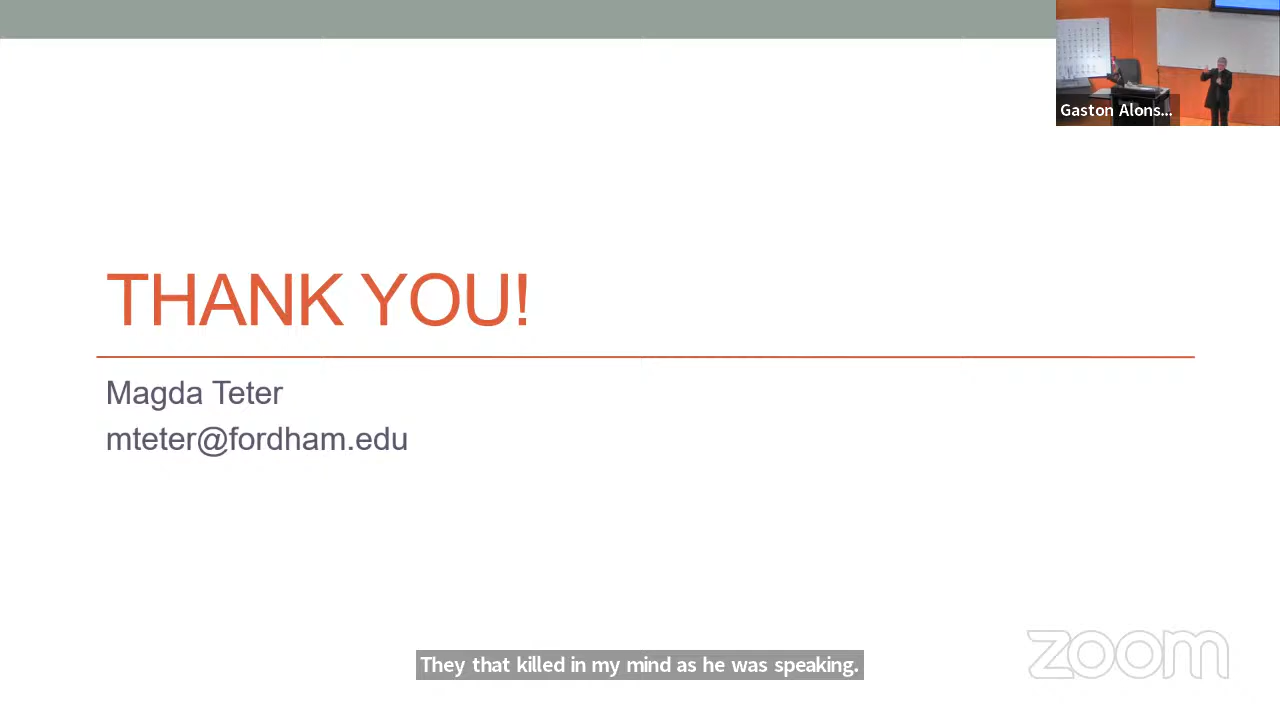 Gaston Alons...
THANK YOU!
Magda Teter
mteter@fordham.edu
They that killed in my mind as he was speaking.
zoom